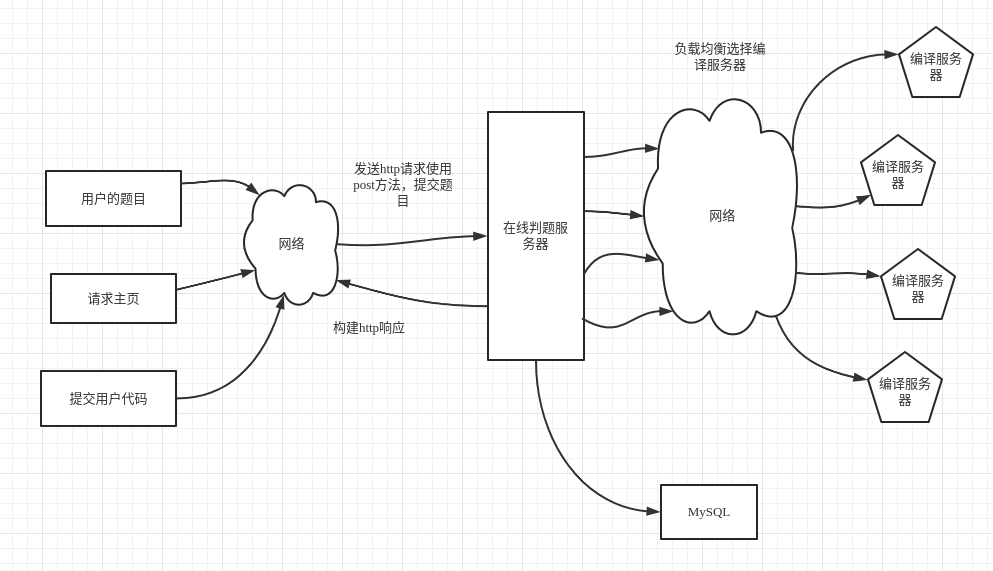 负载均衡选择编
译服务器
编译服务
器
发送http请求使用
post方法，提交题
目
编译服务
器
用户的题目
网络
在线判题服
务器
网络
请求主页
构建http响应
编译服务
器
提交用户代码
编译服务
器
MySQL